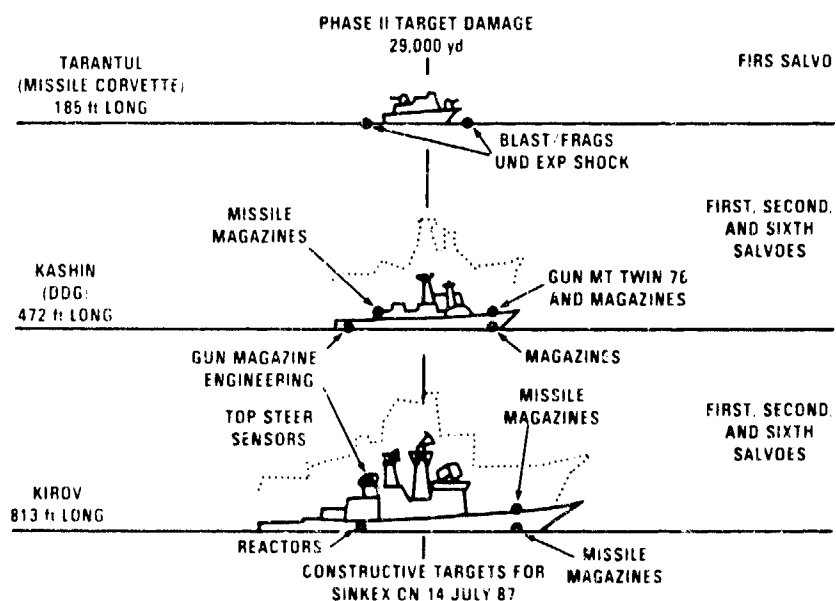 PHASE II TARGET DAMAGE
29,000 yd
TARANTUL
(MISSILE CORVETTE)
185 ft LONG
FIRS SALVO
BLAST/FRAGS
UND EXP SHOCK
MISSILE
MAGAZINES
FIRST, SECOND,
AND SIXTH
SALVOES
KASHIN
(DDG)
472 ft LONG
GUN MT TWIN 76
AND MAGAZINES
GUN MAGAZINE
ENGINEERING
MAGAZINES
TOP STEER
SENSORS
MISSILE
MAGAZINES
FIRST, SECOND,
AND SIXTH
SALVOES
KIROV
813 ft LONG
REACTORS
MISSILE
MAGAZINES
CONSTRUCTIVE TARGETS FOR
SINKEX CN 14 JULY 87